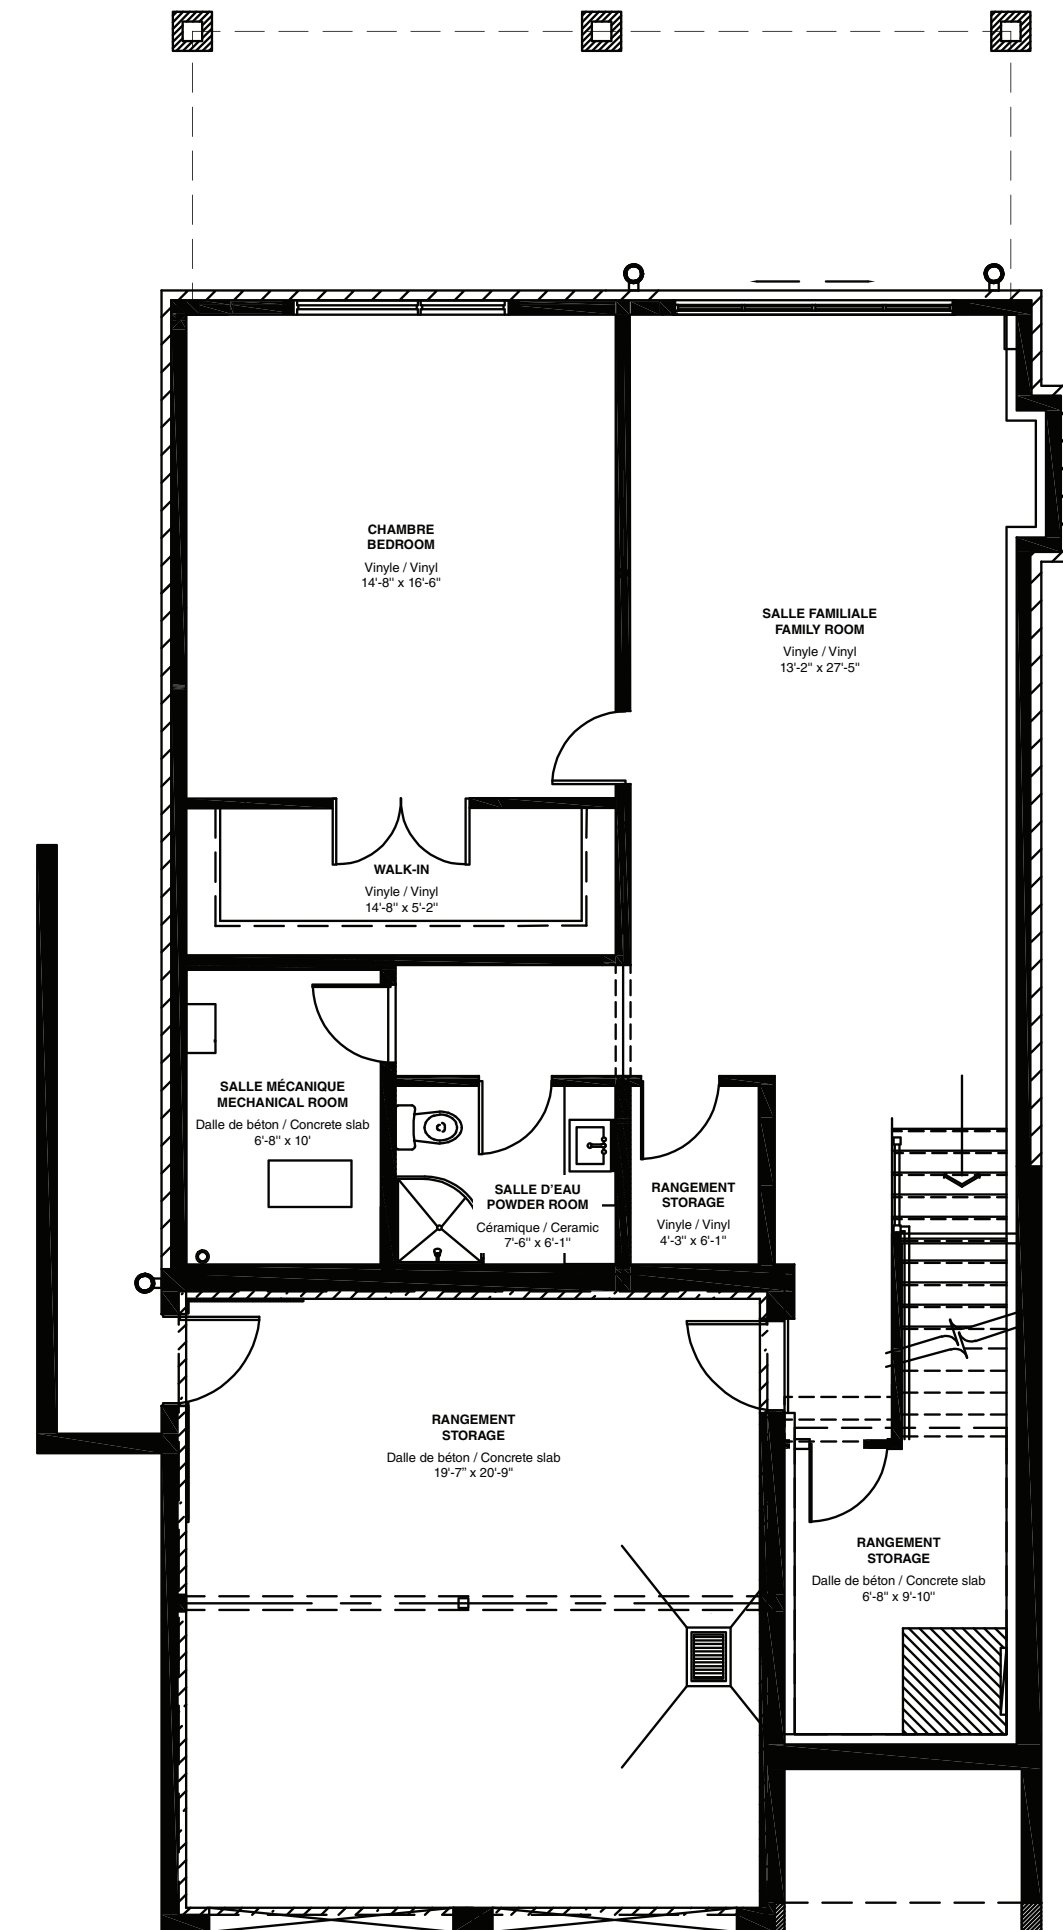 CHAMBRE
BEDROOM
Vinyle / Vinyl
14'-8" x 16'-6"
SALLE FAMILIALE
FAMILY ROOM
Vinyle / Vinyl
13'-2" x 27'-5"
WALK-IN
Vinyle / Vinyl
14'-8" x 5'-2"
SALLE MÉCANIQUE
MECHANICAL ROOM
Dalle de béton / Concrete slab
6'-8" x 10'
SALLE D'EAU
POWDER ROOM
Céramique / Ceramic
7'-6" x 6'-1"
RANGEMENT
STORAGE
Vinyle / Vinyl
4'-3" x 6'-1"
RANGEMENT
STORAGE
Dalle de béton / Concrete slab
19'-7” x 20'-9"
RANGEMENT
STORAGE
Dalle de béton / Concrete slab
6'-8" x 9'-10"